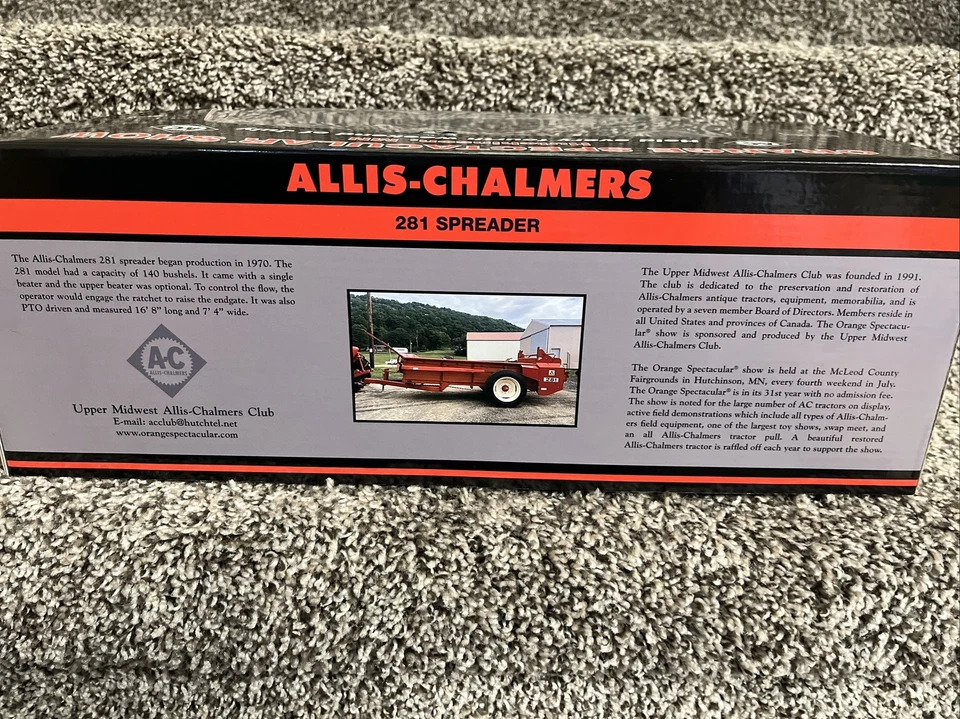 ALLIS-CHALMERS
281 SPREADER
The Allis-Chalmers 281 spreader began production in 1970. The
281 model had a capacity of 140 bushels. It came with a single
beater and the upper beater was optional. To control the flow, the
operator would engage the ratchet to raise the endgate. It was also
PTO driven and measured 16' 8" long and 7' 4" wide.
A-C
ALLIS-CHALMERS
Upper Midwest Allis-Chalmers Club
E-mail: acclub@hutchtel.net
www.orangespectacular.com
281
The Upper Midwest Allis-Chalmers Club was founded in 1991.
The club is dedicated to the preservation and restoration of
Allis-Chalmers antique tractors, equipment, memorabilia, and is
operated by a seven member Board of Directors. Members reside in
all United States and provinces of Canada. The Orange Spectacu-
lar® show is sponsored and produced by the Upper Midwest
Allis-Chalmers Club.
The Orange Spectacular® show is held at the McLeod County
Fairgrounds in Hutchinson, MN, every fourth weekend in July.
The Orange Spectacular® is in its 31st year with no admission fee.
The show is noted for the large number of AC tractors on display,
active field demonstrations which include all types of Allis-Chalm-
ers field equipment, one of the largest toy shows, swap meet, and
an all Allis-Chalmers tractor pull. A beautiful restored
Allis-Chalmers tractor is raffled off each year to support the show.